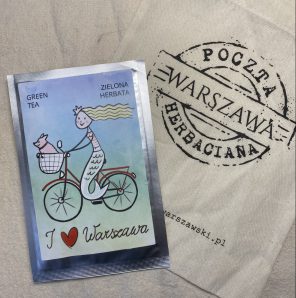 GREEN
TEA
ZIELONA
HERBATA
I ❤ Warszawa
POCZTA
WARSZAWA
HERBACIANA
warszawski.pl